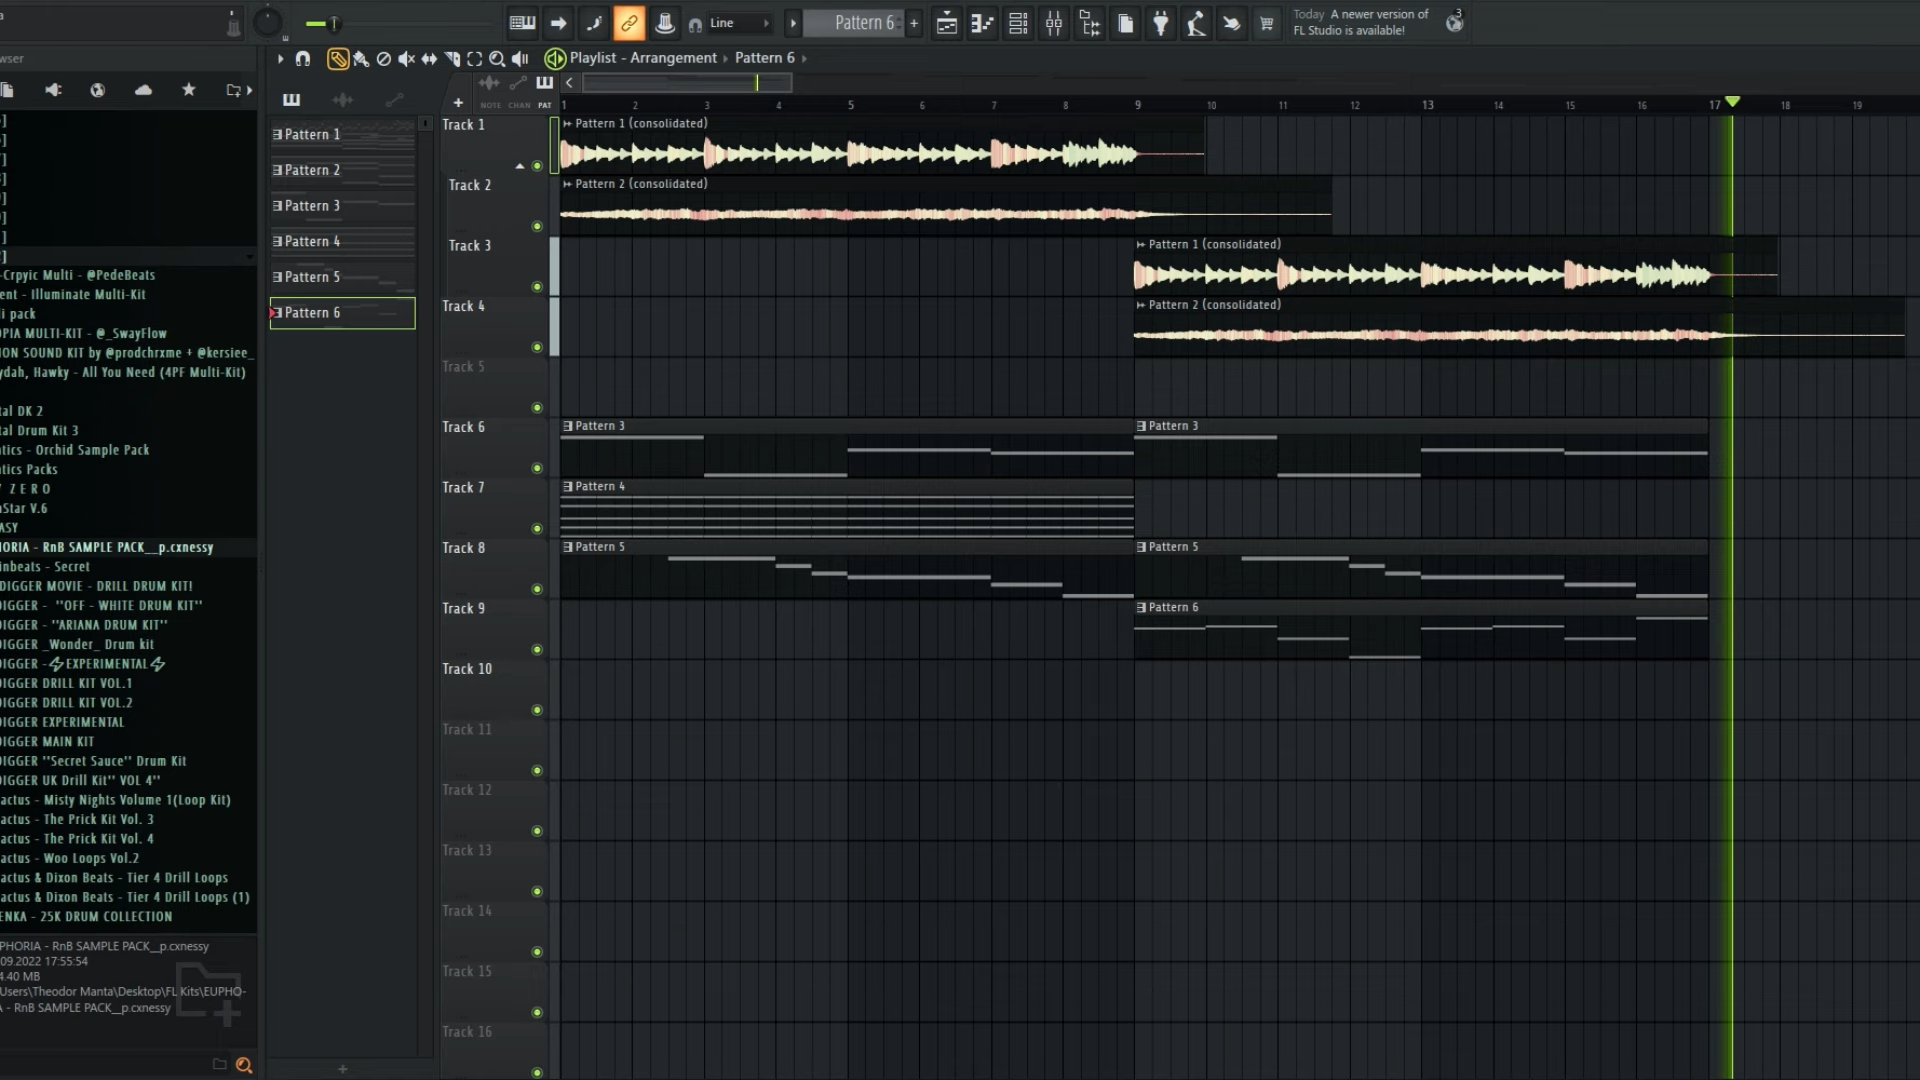 Line
Pattern 6
Today A newer version of
FL Studio is available!
3
wser
Playlist - Arrangement › Pattern 6 ›
NOTE CHAN PAT
1 2 3 4 5 6 7 8 9 10 11 12 13 14 15 16 17 18 19
Pattern 1
Pattern 2
Pattern 3
Pattern 4
Pattern 5
Pattern 6
Track 1
Pattern 1 (consolidated)
Track 2
Pattern 2 (consolidated)
Track 3
Pattern 1 (consolidated)
Track 4
Pattern 2 (consolidated)
Track 5
Track 6
Pattern 3
Pattern 3
Track 7
Pattern 4
Track 8
Pattern 5
Pattern 5
Track 9
Pattern 6
Track 10
Track 11
Track 12
Track 13
Track 14
Track 15
Track 16
-Crpyic Multi - @PedeBeats
ent - Illuminate Multi-Kit
li pack
OPIA MULTI-KIT - @_SwayFlow
ION SOUND KIT by @prodchrxme + @kersiee_
ydah, Hawky - All You Need (4PF Multi-Kit)
tal DK 2
tal Drum Kit 3
tics - Orchid Sample Pack
tics Packs
Z E R O
Star V.6
ASY
HORIA - RnB SAMPLE PACK__p.cxnessy
inbeats - Secret
DIGGER MOVIE - DRILL DRUM KIT!
DIGGER - ''OFF - WHITE DRUM KIT''
DIGGER - ''ARIANA DRUM KIT''
DIGGER _Wonder_ Drum kit
DIGGER -⚡EXPERIMENTAL⚡
DIGGER DRILL KIT VOL.1
DIGGER DRILL KIT VOL.2
DIGGER EXPERIMENTAL
DIGGER MAIN KIT
DIGGER ''Secret Sauce'' Drum Kit
DIGGER UK Drill Kit'' VOL 4''
actus - Misty Nights Volume 1(Loop Kit)
actus - The Prick Kit Vol. 3
actus - The Prick Kit Vol. 4
actus - Woo Loops Vol.2
actus & Dixon Beats - Tier 4 Drill Loops
actus & Dixon Beats - Tier 4 Drill Loops (1)
ENKA - 25K DRUM COLLECTION
PHORIA - RnB SAMPLE PACK__p.cxnessy
.09.2022 17:55:54
4.40 MB
Users\Theodor Manta\Desktop\FL Kits\EUPHO-
A - RnB SAMPLE PACK__p.cxnessy